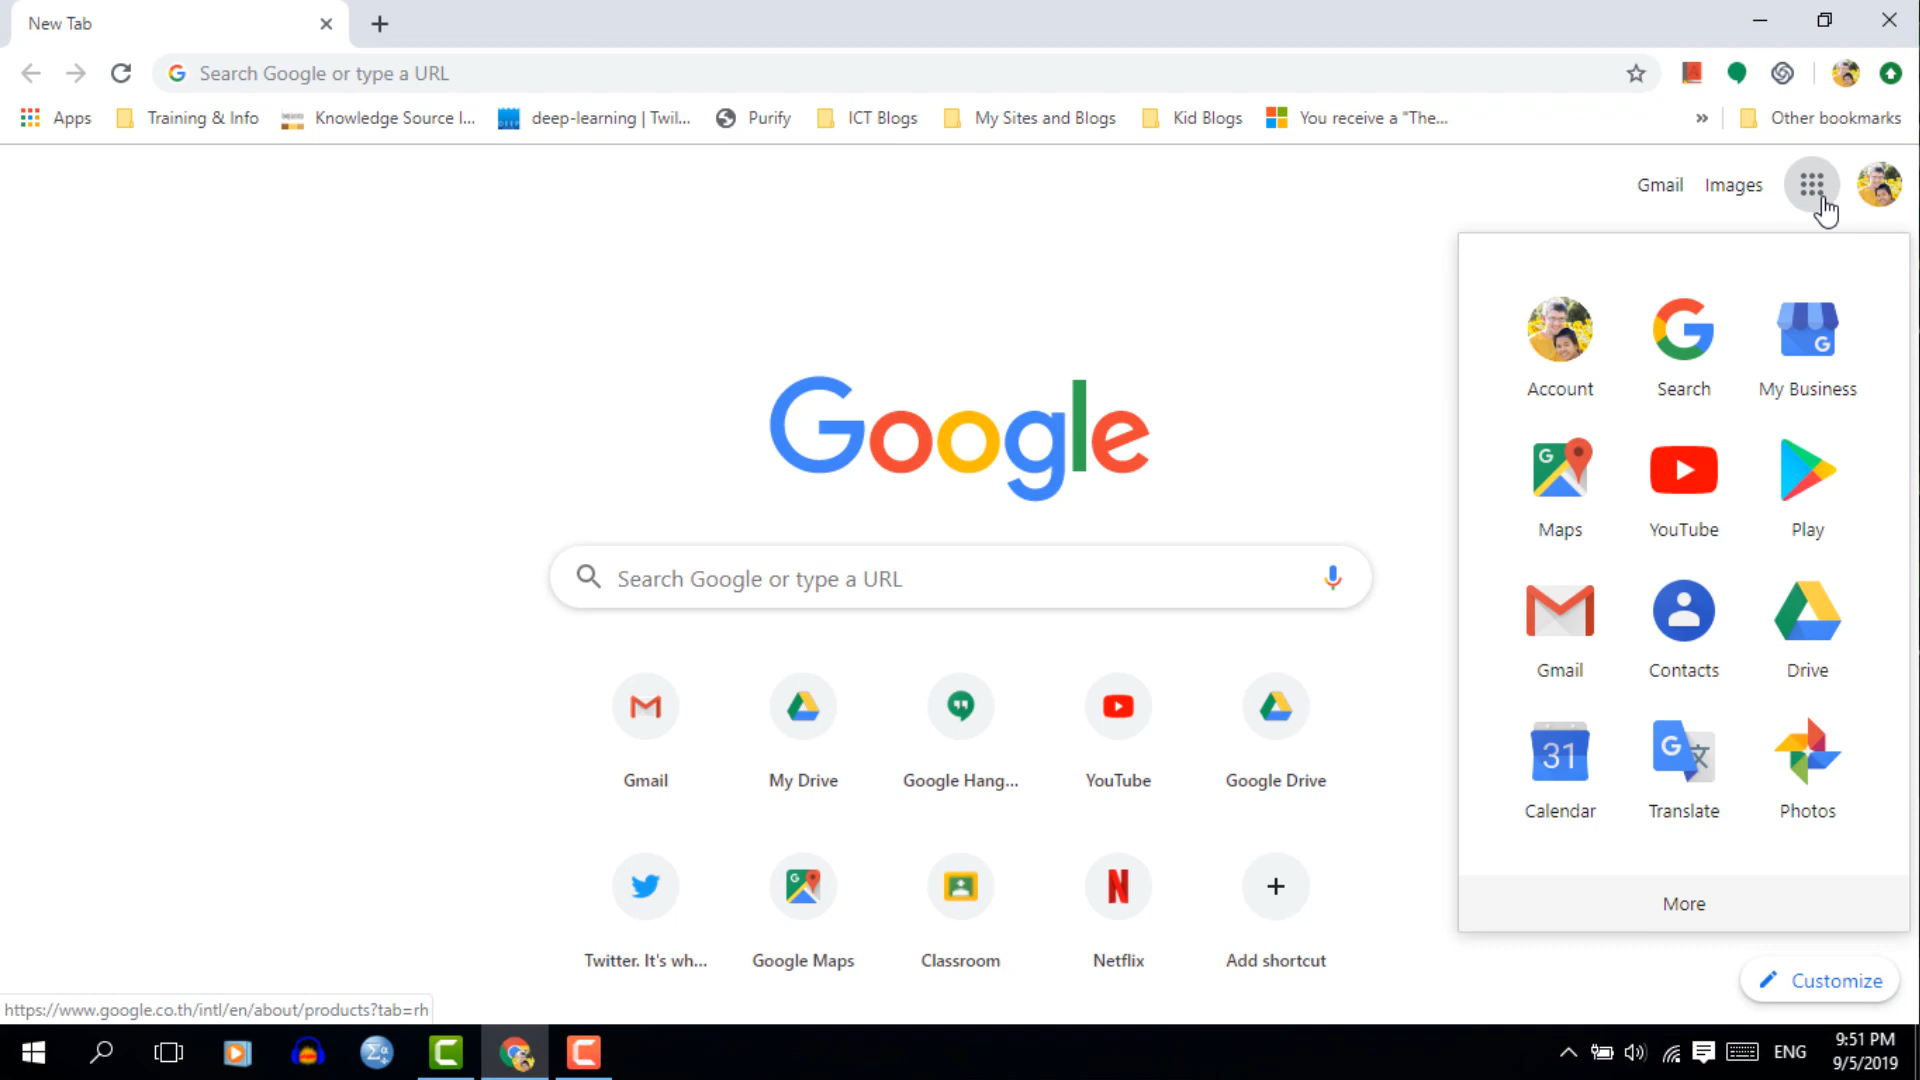 New Tab
Search Google or type a URL
Apps
Training & Info
Knowledge Source I...
deep-learning | Twil...
Purify
ICT Blogs
My Sites and Blogs
Kid Blogs
You receive a "The...
»
Other bookmarks
Gmail
Images
Account
Search
My Business
Google
Maps
YouTube
Play
Search Google or type a URL
Gmail
Contacts
Drive
31
Calendar
Translate
Photos
Gmail
My Drive
Google Hang...
YouTube
Google Drive
More
Twitter. It's wh...
Google Maps
Classroom
Netflix
Add shortcut
Customize
https://www.google.co.th/intl/en/about/products?tab=rh
ENG
9:51 PM
9/5/2019